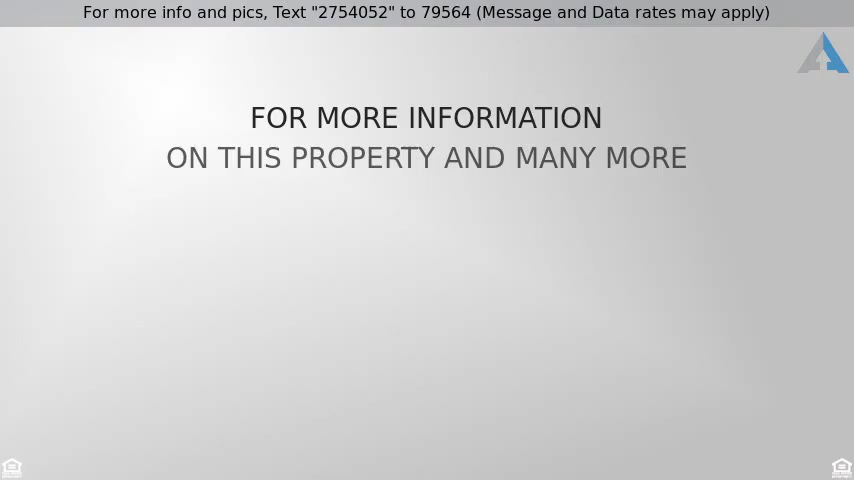 For more info and pics, Text "2754052" to 79564 (Message and Data rates may apply)
FOR MORE INFORMATION
ON THIS PROPERTY AND MANY MORE